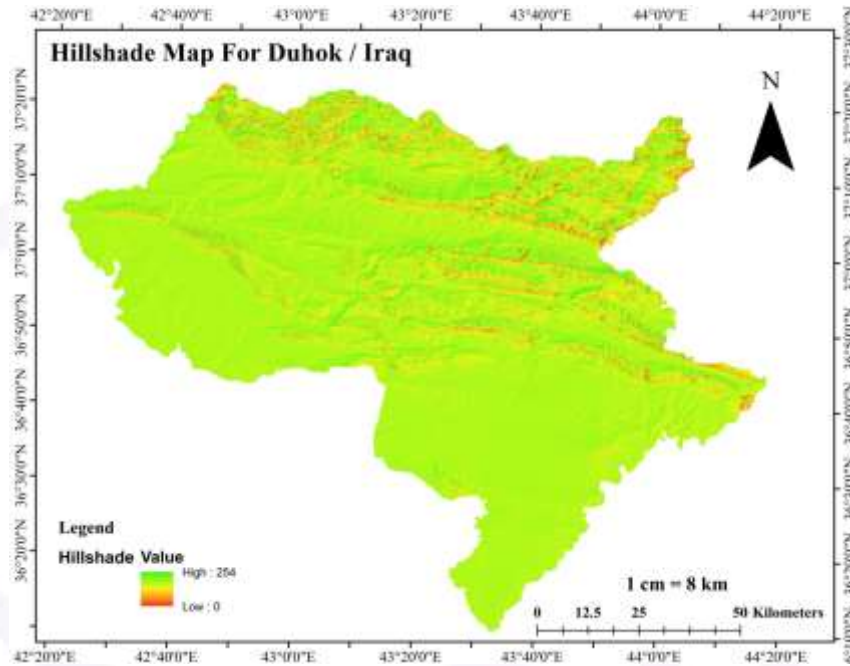 42°20'0"E 42°40'0"E 43°0'0"E 43°20'0"E 43°40'0"E 44°0'0"E 44°20'0"E
Hillshade Map For Duhok / Iraq
N
37°20'0"N
37°10'0"N
37°0'0"N
36°50'0"N
36°40'0"N
36°30'0"N
36°20'0"N
Legend
Hillshade Value
High : 254
Low : 0
1 cm = 8 km
0 12.5 25 50 Kilometers
42°20'0"E 42°40'0"E 43°0'0"E 43°20'0"E 43°40'0"E 44°0'0"E 44°20'0"E